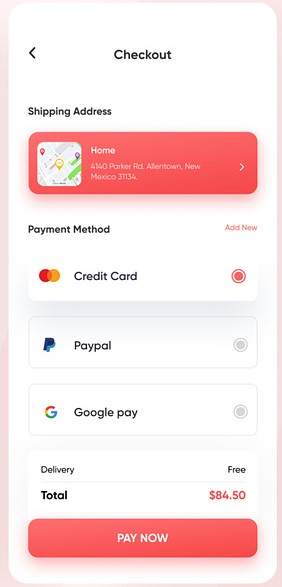 Checkout
Shipping Address
Home
4140 Parker Rd. Allentown, New
Mexico 31134.
Payment Method
Add New
Credit Card
Paypal
Google pay
Delivery
Free
Total
$84.50
PAY NOW